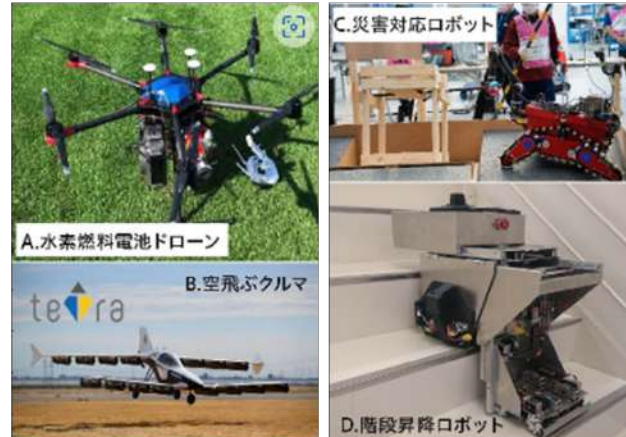 A.水素燃料電池ドローン
B.空飛ぶクルマ
teTra
C.災害対応ロボット
D.階段昇降ロボット